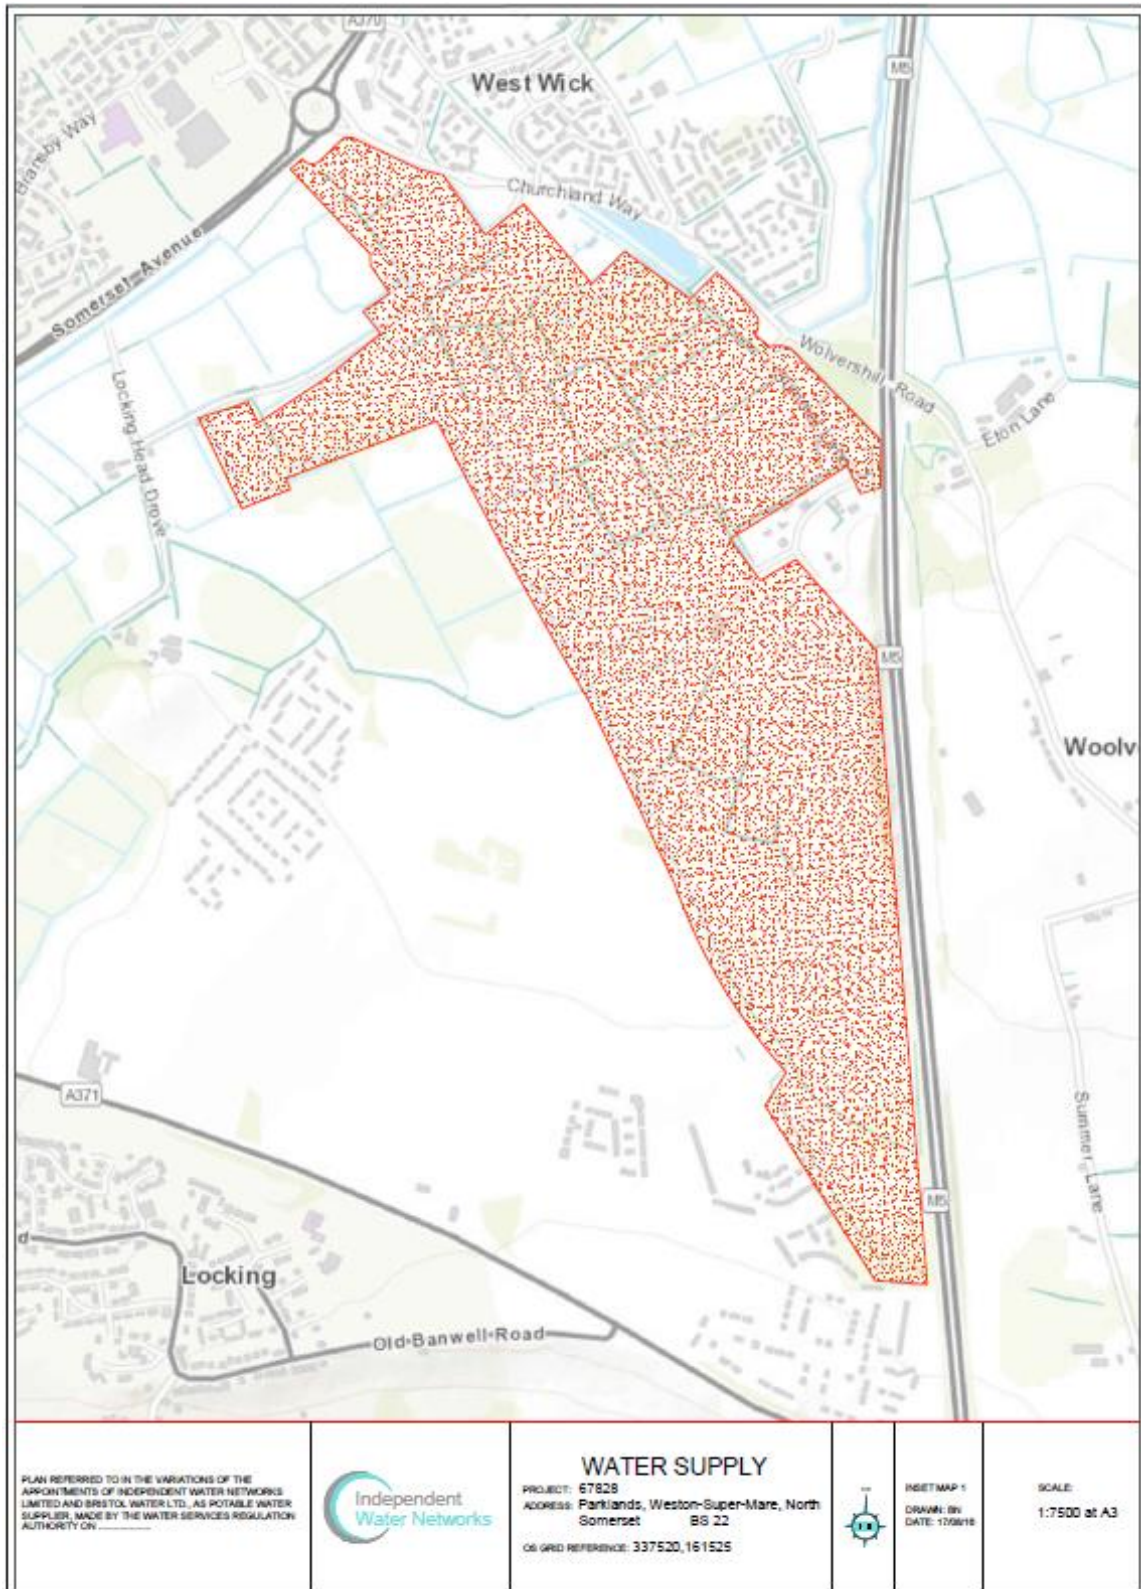 A370
West Wick
M5
Bransby Way
Churchland Way
Somerset Avenue
Wolvershill Road
Locking Head Drove
Eton Lane
M5
Woolv
A371
Summer Lane
M5
Locking
Old Banwell Road
PLAN REFERRED TO IN THE VARIATIONS OF THE
APPOINTMENTS OF INDEPENDENT WATER NETWORKS
LIMITED AND BRISTOL WATER LTD., AS POTABLE WATER
SUPPLIER, MADE BY THE WATER SERVICES REGULATION
AUTHORITY ON ..................
Independent
Water Networks
WATER SUPPLY
PROJECT: 67828
ADDRESS: Parklands, Weston-Super-Mare, North
Somerset BS 22
OS GRID REFERENCE: 337520,161525
INSET MAP 1
DRAWN: BN
DATE:
SCALE:
1:7500 at A3